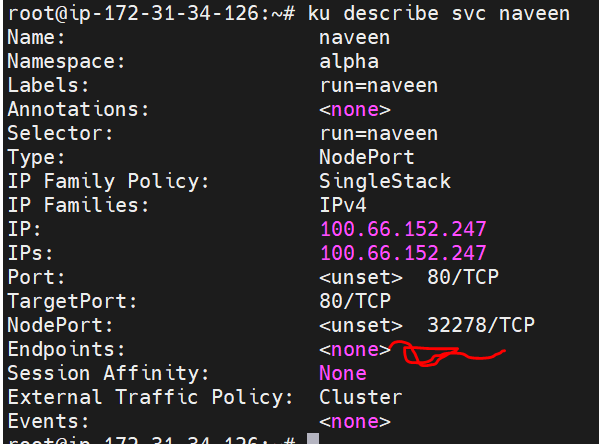 root@ip-172-31-34-126:~# ku describe svc naveen
Name:                     naveen
Namespace:                alpha
Labels:                   run=naveen
Annotations:              <none>
Selector:                 run=naveen
Type:                     NodePort
IP Family Policy:         SingleStack
IP Families:              IPv4
IP:                       100.66.152.247
IPs:                      100.66.152.247
Port:                     <unset>  80/TCP
TargetPort:               80/TCP
NodePort:                 <unset>  32278/TCP
Endpoints:                <none>
Session Affinity:         None
External Traffic Policy:  Cluster
Events:                   <none>
root@ip-172-31-34-126:~#